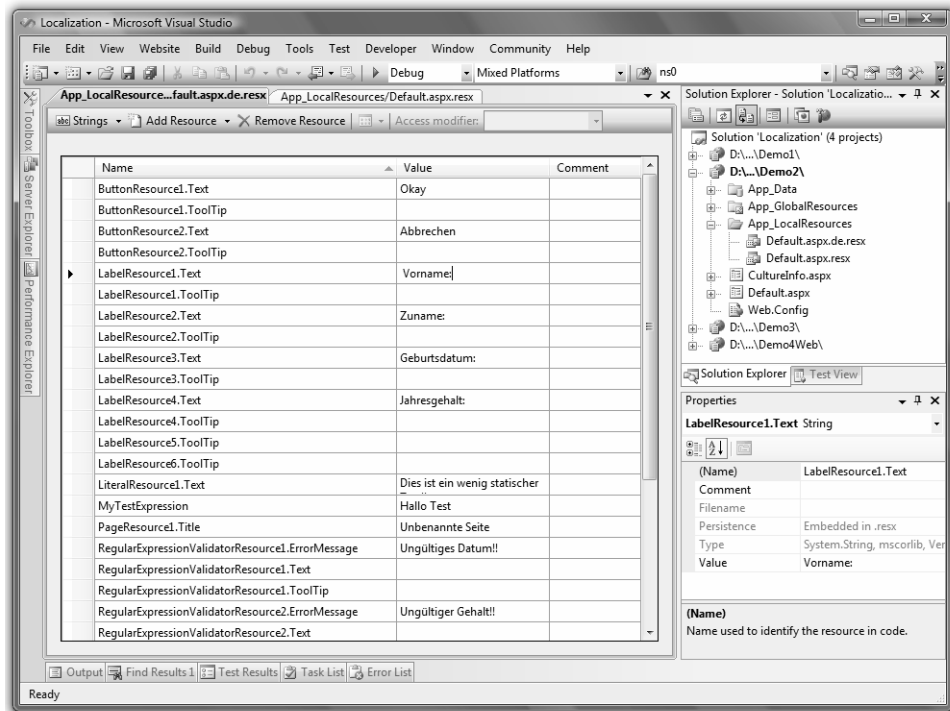 Localization - Microsoft Visual Studio
File Edit View Website Build Debug Tools Test Developer Window Community Help
Debug Mixed Platforms ns0
App_LocalResource...fault.aspx.de.resx App_LocalResources/Default.aspx.resx
Strings Add Resource Remove Resource Access modifier:
Toolbox
Server Explorer
Performance Explorer
Name Value Comment
ButtonResource1.Text Okay
ButtonResource1.ToolTip
ButtonResource2.Text Abbrechen
ButtonResource2.ToolTip
LabelResource1.Text Vorname:
LabelResource1.ToolTip
LabelResource2.Text Zuname:
LabelResource2.ToolTip
LabelResource3.Text Geburtsdatum:
LabelResource3.ToolTip
LabelResource4.Text Jahresgehalt:
LabelResource4.ToolTip
LabelResource5.ToolTip
LabelResource6.ToolTip
LiteralResource1.Text Dies ist ein wenig statischer
MyTestExpression Hallo Test
PageResource1.Title Unbenannte Seite
RegularExpressionValidatorResource1.ErrorMessage Ungültiges Datum!!
RegularExpressionValidatorResource1.Text
RegularExpressionValidatorResource1.ToolTip
RegularExpressionValidatorResource2.ErrorMessage Ungültiger Gehalt!!
RegularExpressionValidatorResource2.Text
Solution Explorer - Solution 'Localizatio...
Solution 'Localization' (4 projects)
D:\...\Demo1\
D:\...\Demo2\
App_Data
App_GlobalResources
App_LocalResources
Default.aspx.de.resx
Default.aspx.resx
CultureInfo.aspx
Default.aspx
Web.Config
D:\...\Demo3\
D:\...\Demo4Web\
Solution Explorer Test View
Properties
LabelResource1.Text String
(Name) LabelResource1.Text
Comment
Filename
Persistence Embedded in .resx
Type System.String, mscorlib, Ver
Value Vorname:
(Name)
Name used to identify the resource in code.
Output Find Results 1 Test Results Task List Error List
Ready